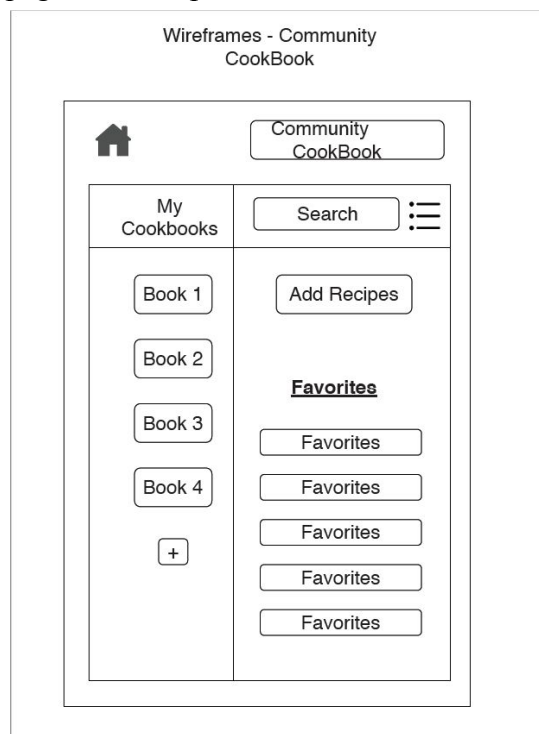 Wireframes - Community
CookBook
Community
CookBook
My
Cookbooks
Search
Book 1
Book 2
Book 3
Book 4
+
Add Recipes
Favorites
Favorites
Favorites
Favorites
Favorites
Favorites